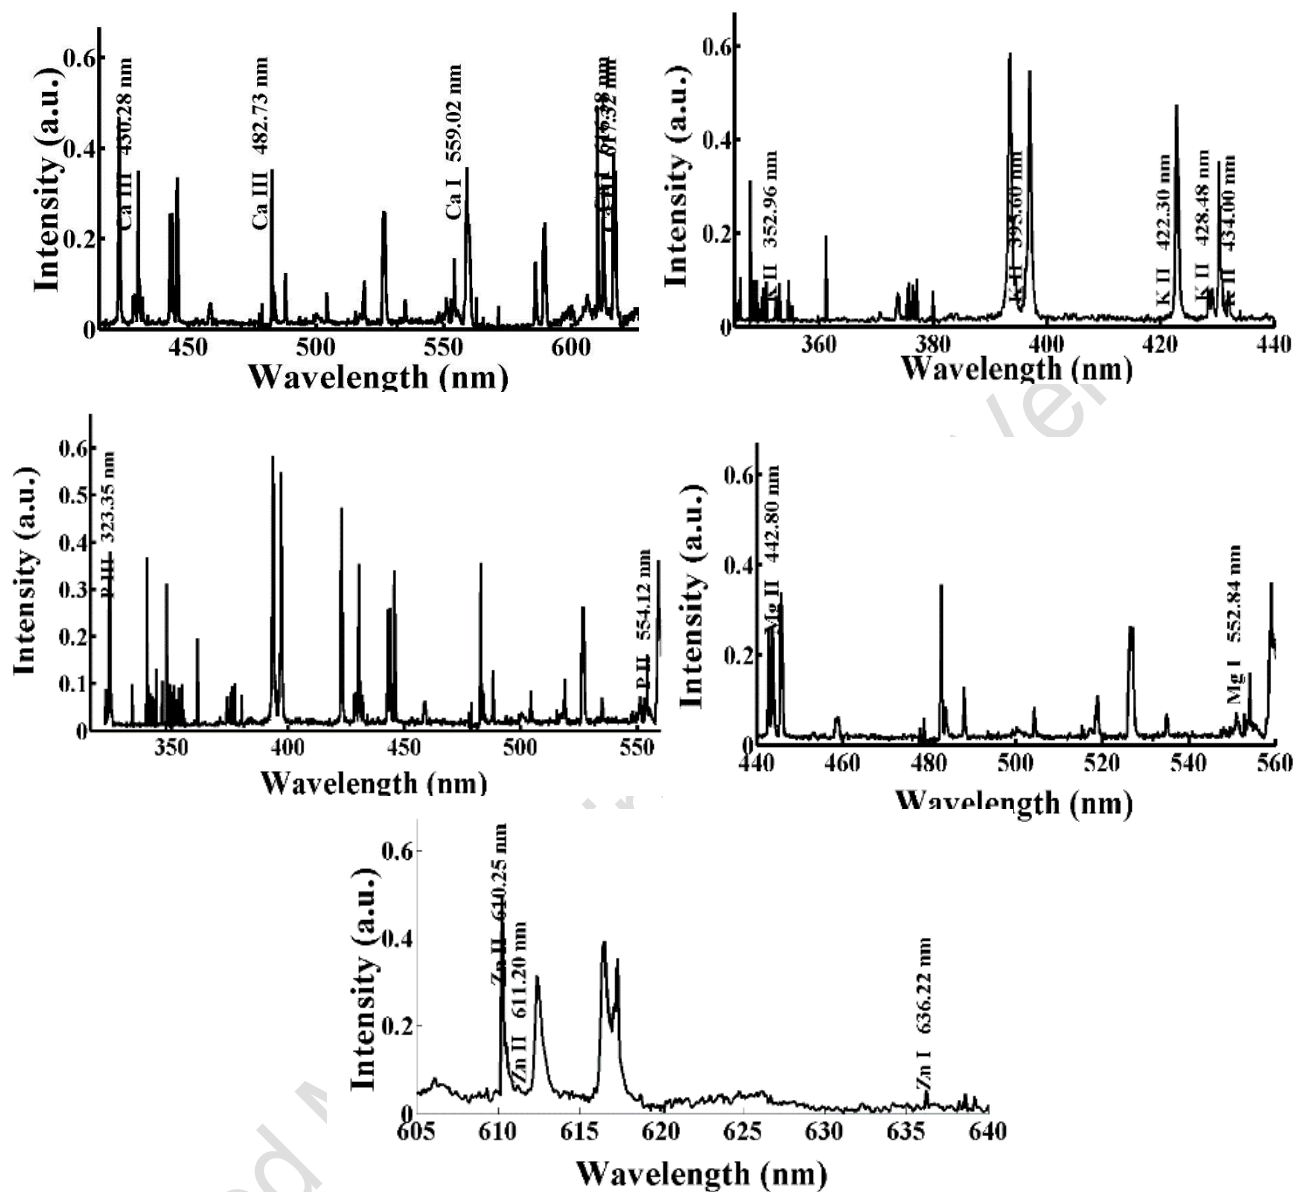 0.6
0.4
0.2
0
Intensity (a.u.)
Ca III 430.28 nm
Ca III 482.73 nm
Ca I 559.02 nm
450 500 550 600
Wavelength (nm)
0.6
0.4
0.2
0
Intensity (a.u.)
K II 352.96 nm
K II 395.60 nm
K II 422.30 nm
K II 428.48 nm
K II 434.00 nm
360 380 400 420 440
Wavelength (nm)
0.6
0.5
0.4
0.3
0.2
0.1
0
Intensity (a.u.)
P III 323.35 nm
P II 554.12 nm
350 400 450 500 550
Wavelength (nm)
0.6
0.4
0.2
0
Intensity (a.u.)
Mg II 442.80 nm
Mg I 552.84 nm
440 460 480 500 520 540 560
Wavelength (nm)
0.6
0.4
0.2
0
Intensity (a.u.)
Zn II 610.25 nm
Zn II 611.20 nm
Zn I 636.22 nm
605 610 615 620 625 630 635 640
Wavelength (nm)